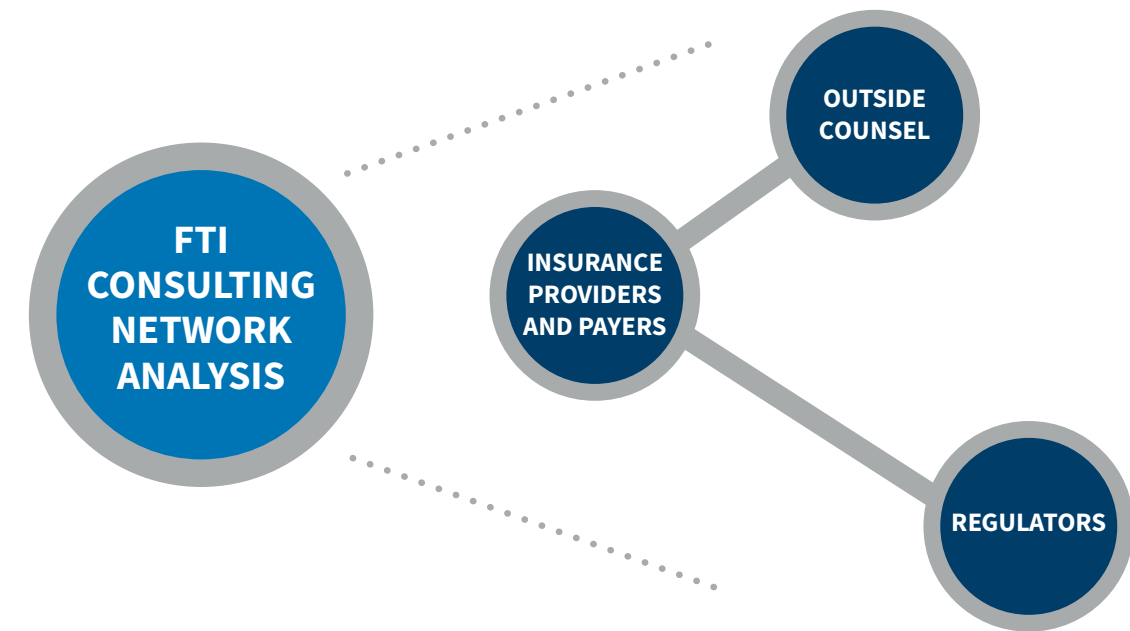 FTI
CONSULTING
NETWORK
ANALYSIS
OUTSIDE
COUNSEL
INSURANCE
PROVIDERS
AND PAYERS
REGULATORS